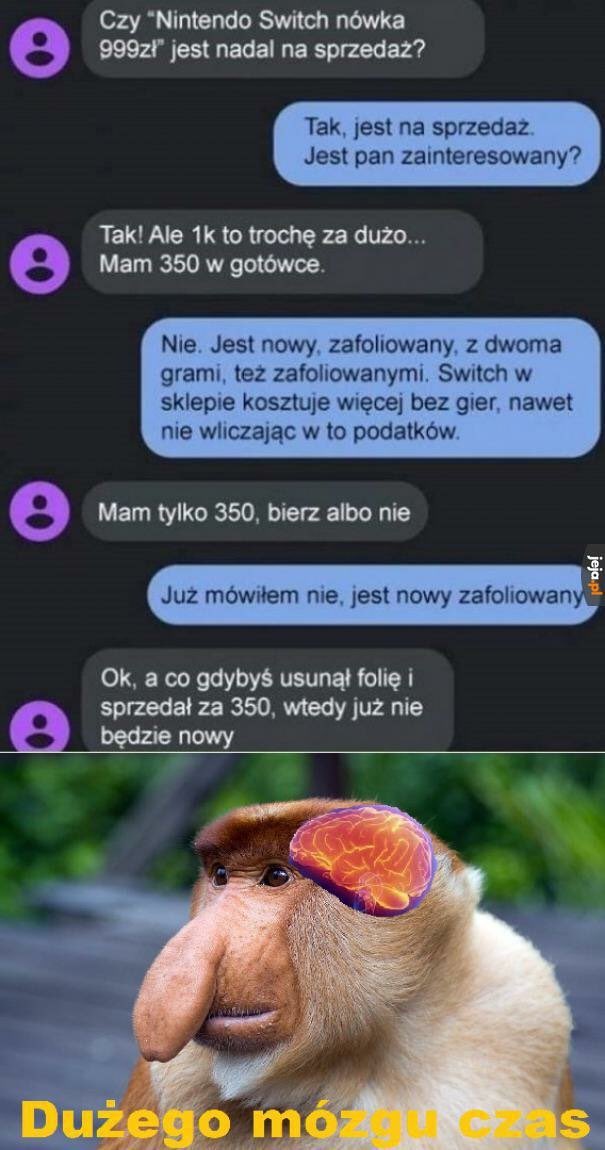 Czy “Nintendo Switch nówka
999zł” jest nadal na sprzedaż?
Tak, jest na sprzedaż.
Jest pan zainteresowany?
Tak! Ale 1k to trochę za dużo...
Mam 350 w gotówce.
Nie. Jest nowy, zafoliowany, z dwoma
grami, też zafoliowanymi. Switch w
sklepie kosztuje więcej bez gier, nawet
nie wliczając w to podatków.
Mam tylko 350, bierz albo nie
Już mówiłem nie, jest nowy zafoliowany
jeja.pl
Ok, a co gdybyś usunął folię i
sprzedał za 350, wtedy już nie
będzie nowy
Dużego mózgu czas